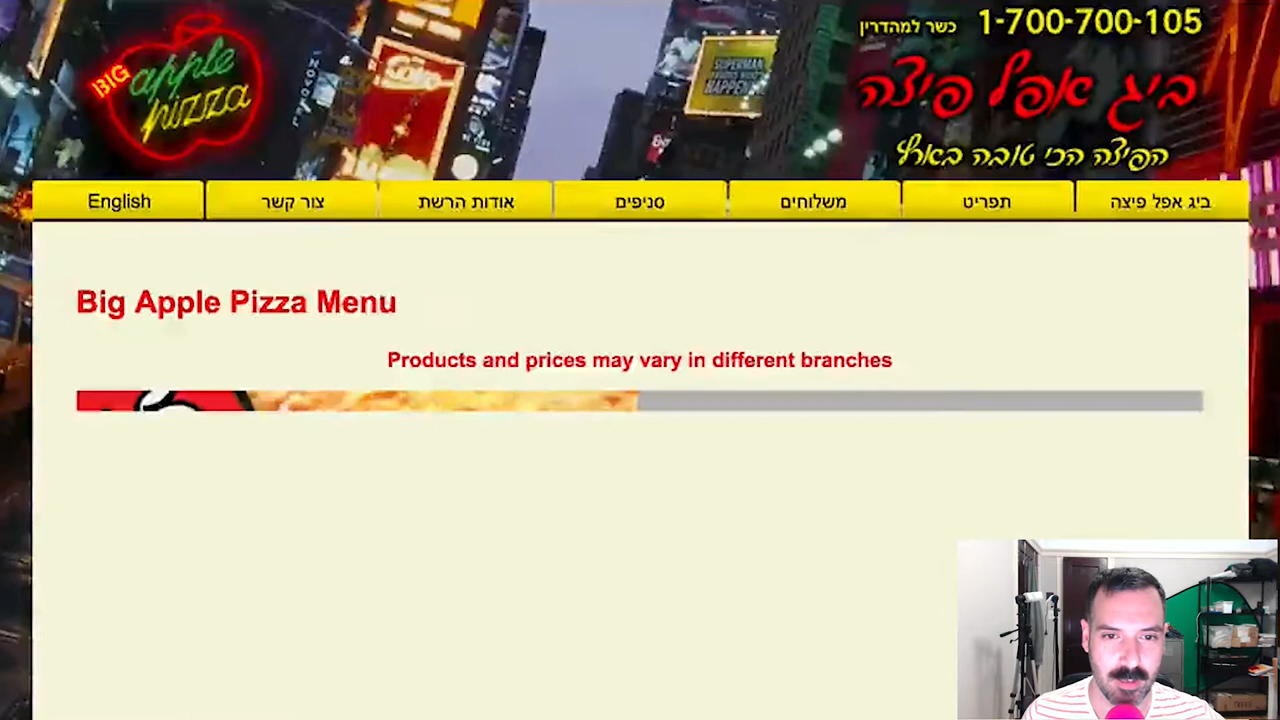 BIG apple pizza
SUPERMAN
HAPPEN
כשר למהדרין 1-700-700-105
ביג אפל פיצה
הפיצה הכי טובה בארץ
English
צור קשר
אודות הרשת
סניפים
משלוחים
תפריט
ביג אפל פיצה
Big Apple Pizza Menu
Products and prices may vary in different branches